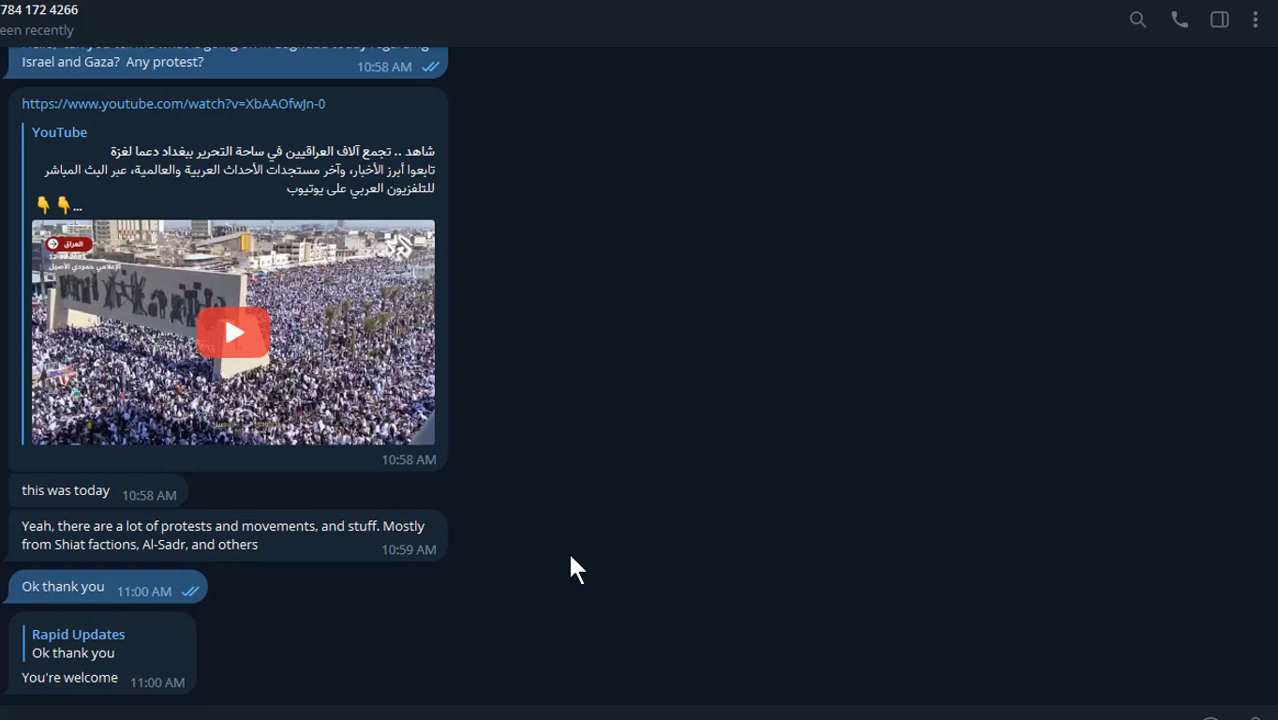 784 172 4266
een recently
Israel and Gaza? Any protest?
10:58 AM
https://www.youtube.com/watch?v=XbAAOfwJn-0
YouTube
شاهد .. تجمع آلاف العراقيين في ساحة التحرير ببغداد دعما لغزة
تابعوا أبرز الأخبار، وآخر مستجدات الأحداث العربية والعالمية، عبر البث المباشر
للتلفزيون العربي على يوتيوب
👇 👇...
العراق
10:58 AM
this was today
10:58 AM
Yeah, there are a lot of protests and movements, and stuff. Mostly
from Shiat factions, Al-Sadr, and others
10:59 AM
Ok thank you
11:00 AM
Rapid Updates
Ok thank you
You're welcome
11:00 AM